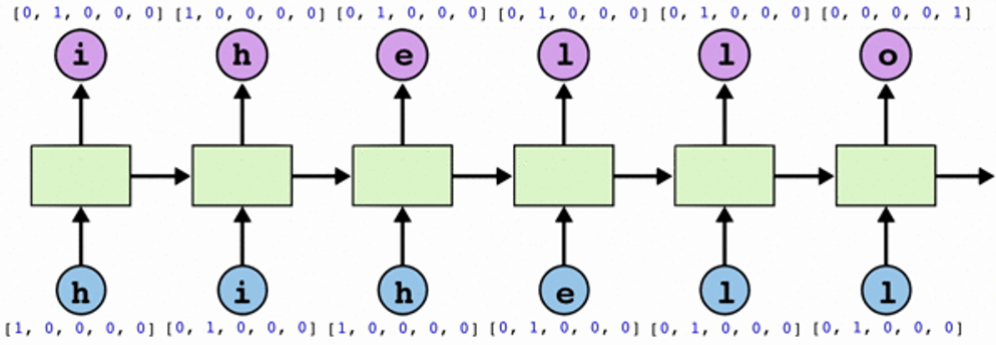 [0, 1, 0, 0, 0] [1, 0, 0, 0, 0] [0, 1, 0, 0, 0] [0, 1, 0, 0, 0] [0, 1, 0, 0, 0] [0, 0, 0, 0, 1]
i h e l l o
h i h e l l
[1, 0, 0, 0, 0] [0, 1, 0, 0, 0] [1, 0, 0, 0, 0] [0, 1, 0, 0, 0] [0, 1, 0, 0, 0] [0, 1, 0, 0, 0]